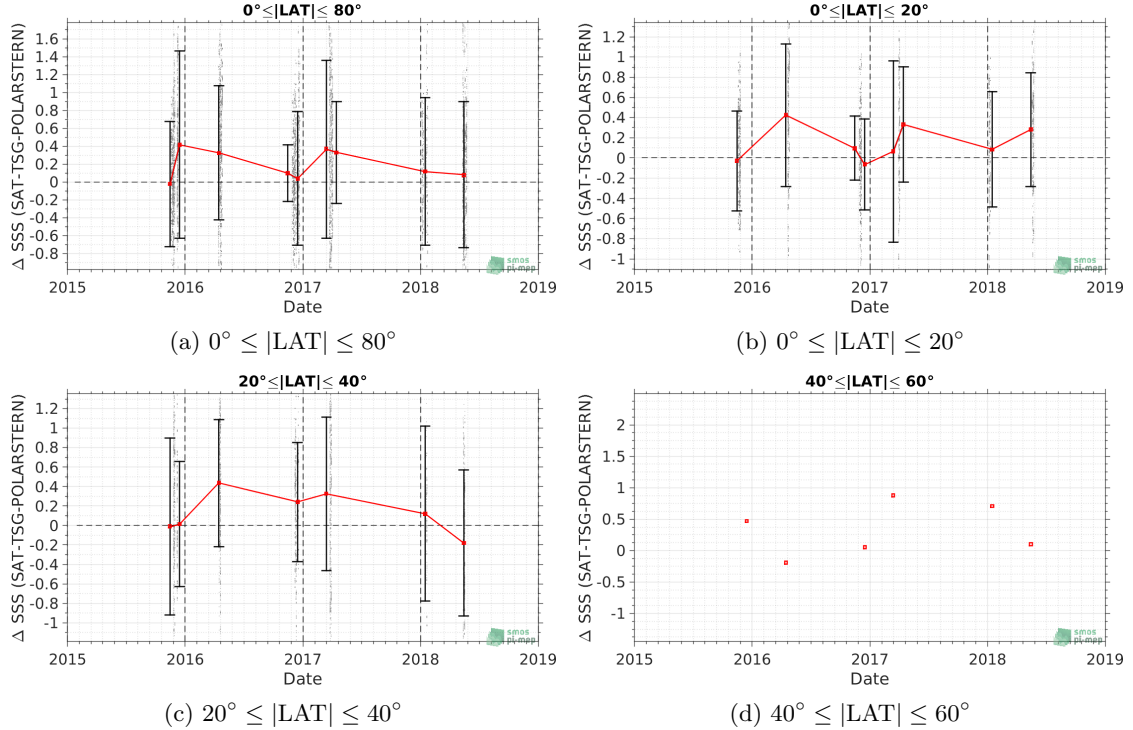 0°≤|LAT|≤ 80°
1.6
1.4
1.2
1
0.8
0.6
0.4
0.2
0
-0.2
-0.4
-0.6
-0.8
Δ SSS (SAT-TSG-POLARSTERN)
2015 2016 2017 2018 2019
Date
smos
pi-mep
(a) 0° ≤ |LAT| ≤ 80°
0°≤|LAT|≤ 20°
1.2
1
0.8
0.6
0.4
0.2
0
-0.2
-0.4
-0.6
-0.8
-1
Δ SSS (SAT-TSG-POLARSTERN)
2015 2016 2017 2018 2019
Date
smos
pi-mep
(b) 0° ≤ |LAT| ≤ 20°
20°≤|LAT|≤ 40°
1.2
1
0.8
0.6
0.4
0.2
0
-0.2
-0.4
-0.6
-0.8
-1
Δ SSS (SAT-TSG-POLARSTERN)
2015 2016 2017 2018 2019
Date
smos
pi-mep
(c) 20° ≤ |LAT| ≤ 40°
40°≤|LAT|≤ 60°
2
1.5
1
0.5
0
-0.5
-1
Δ SSS (SAT-TSG-POLARSTERN)
2015 2016 2017 2018 2019
Date
smos
pi-mep
(d) 40° ≤ |LAT| ≤ 60°